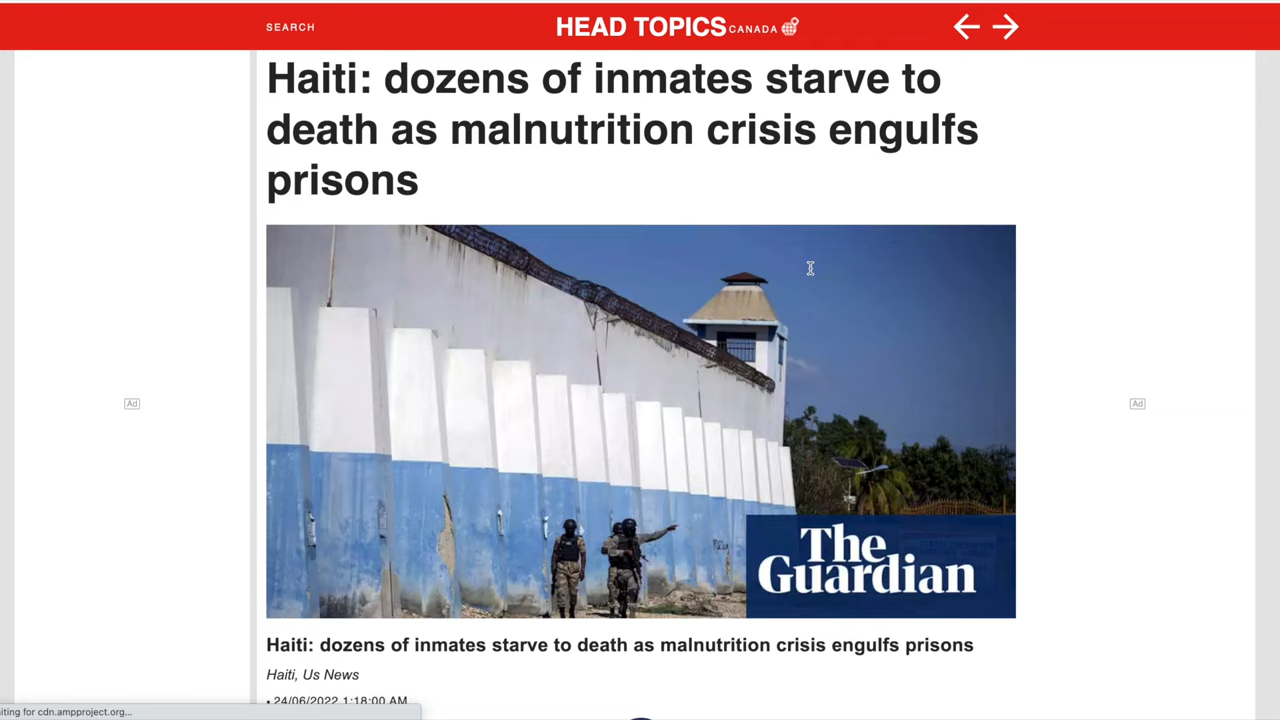 SEARCH
HEAD TOPICS CANADA
Haiti: dozens of inmates starve to
death as malnutrition crisis engulfs
prisons
Ad
Ad
The
Guardian
Haiti: dozens of inmates starve to death as malnutrition crisis engulfs prisons
Haiti, Us News
• 24/06/2022 1:18:00 AM
iting for cdn.ampproject.org...